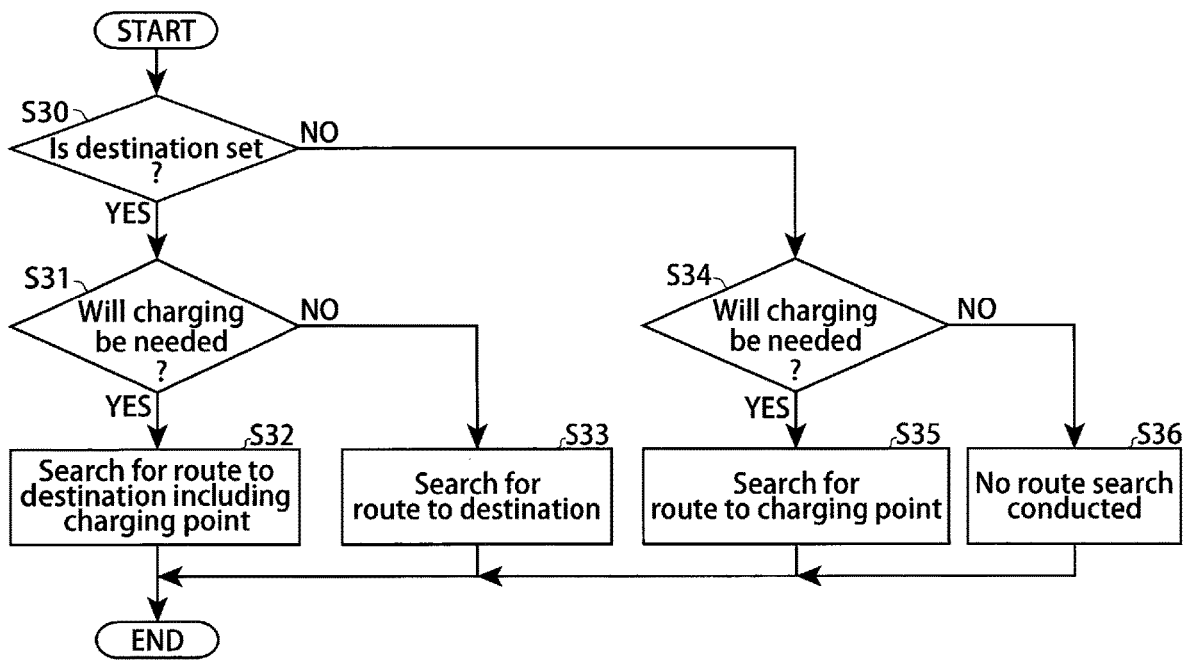 START
S30
Is destination set
?
NO
YES
S31
Will charging
be needed
?
NO
YES
S34
Will charging
be needed
?
NO
YES
S32
Search for route to
destination including
charging point
S33
Search for
route to destination
S35
Search for
route to charging point
S36
No route search
conducted
END